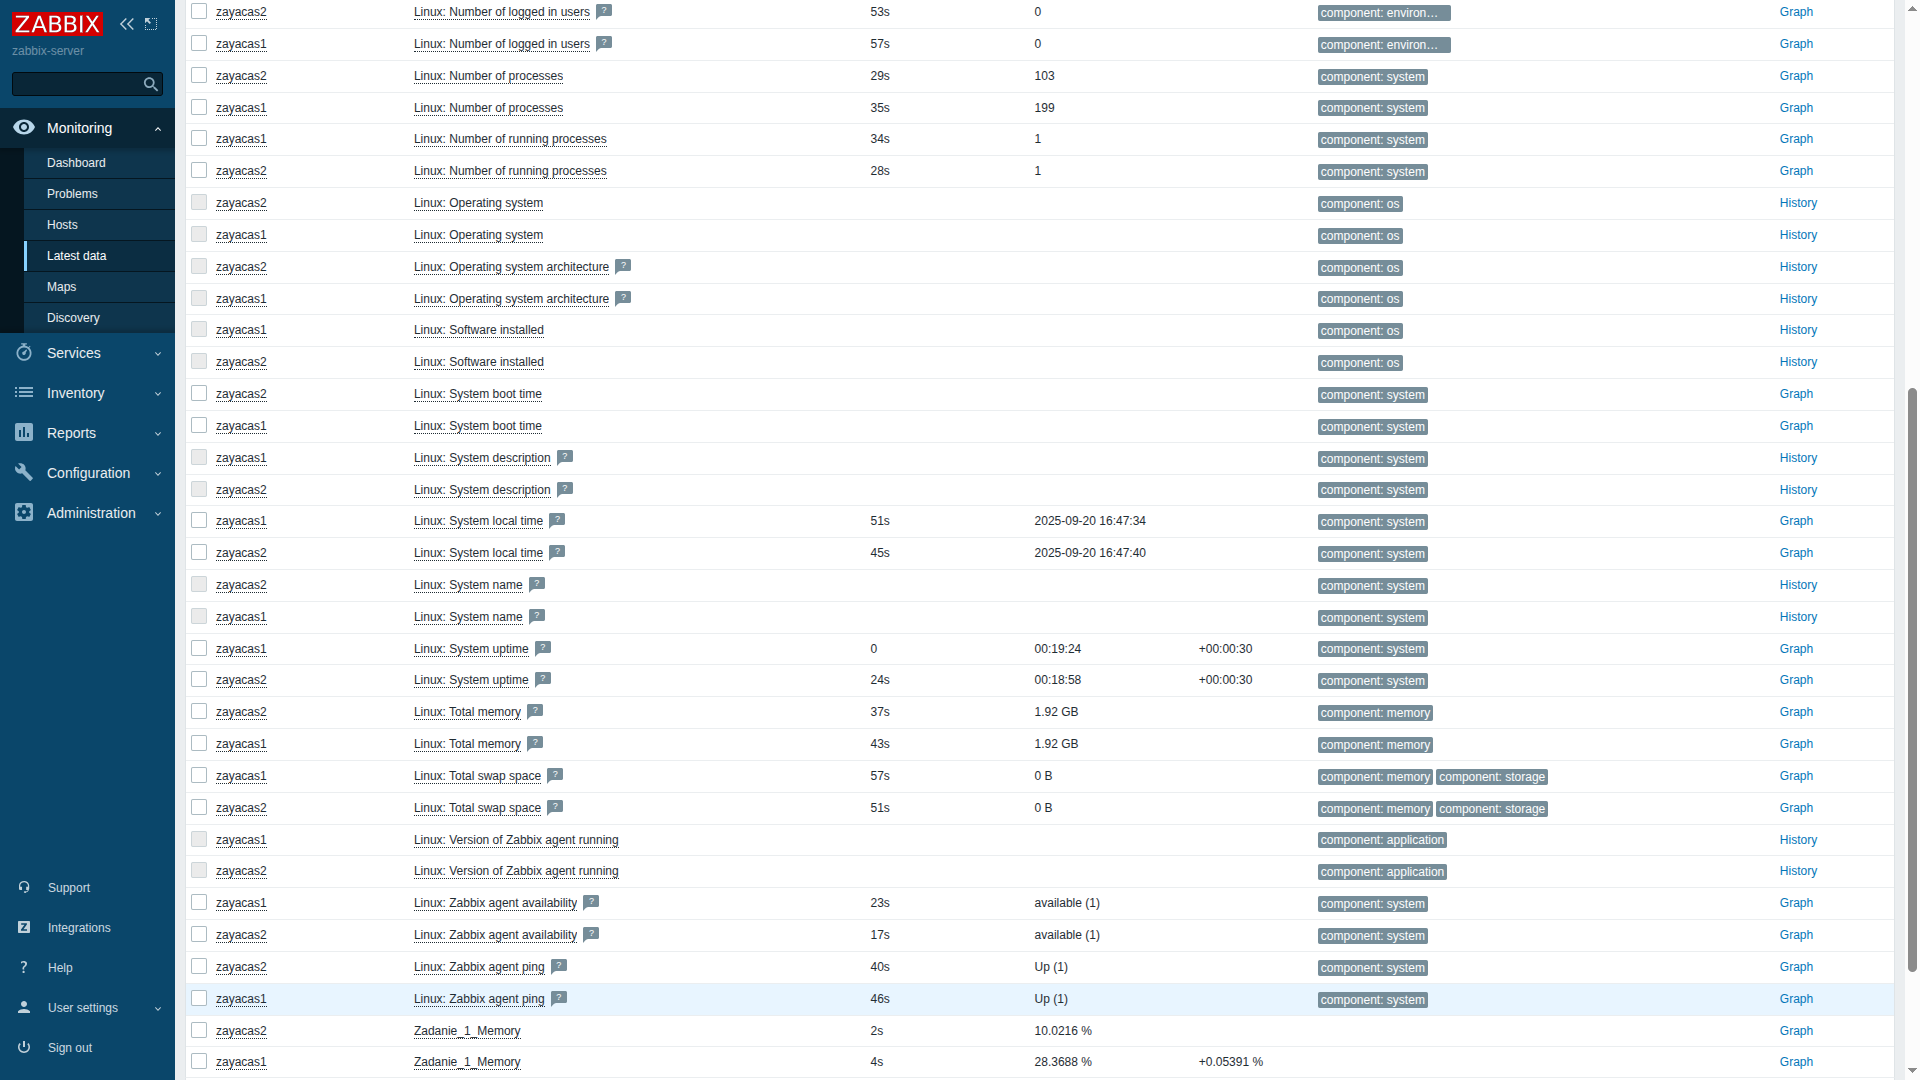 ZABBIX
zabbix-server
Monitoring
Dashboard
Problems
Hosts
Latest data
Maps
Discovery
Services
Inventory
Reports
Configuration
Administration
Support
Integrations
Help
User settings
Sign out
zayacas2 Linux: Number of logged in users ? 53s 0 component: environ… Graph
zayacas1 Linux: Number of logged in users ? 57s 0 component: environ… Graph
zayacas2 Linux: Number of processes 29s 103 component: system Graph
zayacas1 Linux: Number of processes 35s 199 component: system Graph
zayacas1 Linux: Number of running processes 34s 1 component: system Graph
zayacas2 Linux: Number of running processes 28s 1 component: system Graph
zayacas2 Linux: Operating system component: os History
zayacas1 Linux: Operating system component: os History
zayacas2 Linux: Operating system architecture ? component: os History
zayacas1 Linux: Operating system architecture ? component: os History
zayacas1 Linux: Software installed component: os History
zayacas2 Linux: Software installed component: os History
zayacas2 Linux: System boot time component: system Graph
zayacas1 Linux: System boot time component: system Graph
zayacas1 Linux: System description ? component: system History
zayacas2 Linux: System description ? component: system History
zayacas1 Linux: System local time ? 51s 2025-09-20 16:47:34 component: system Graph
zayacas2 Linux: System local time ? 45s 2025-09-20 16:47:40 component: system Graph
zayacas2 Linux: System name ? component: system History
zayacas1 Linux: System name ? component: system History
zayacas1 Linux: System uptime ? 0 00:19:24 +00:00:30 component: system Graph
zayacas2 Linux: System uptime ? 24s 00:18:58 +00:00:30 component: system Graph
zayacas2 Linux: Total memory ? 37s 1.92 GB component: memory Graph
zayacas1 Linux: Total memory ? 43s 1.92 GB component: memory Graph
zayacas1 Linux: Total swap space ? 57s 0 B component: memory component: storage Graph
zayacas2 Linux: Total swap space ? 51s 0 B component: memory component: storage Graph
zayacas1 Linux: Version of Zabbix agent running component: application History
zayacas2 Linux: Version of Zabbix agent running component: application History
zayacas1 Linux: Zabbix agent availability ? 23s available (1) component: system Graph
zayacas2 Linux: Zabbix agent availability ? 17s available (1) component: system Graph
zayacas2 Linux: Zabbix agent ping ? 40s Up (1) component: system Graph
zayacas1 Linux: Zabbix agent ping ? 46s Up (1) component: system Graph
zayacas2 Zadanie_1_Memory 2s 10.0216 % Graph
zayacas1 Zadanie_1_Memory 4s 28.3688 % +0.05391 % Graph